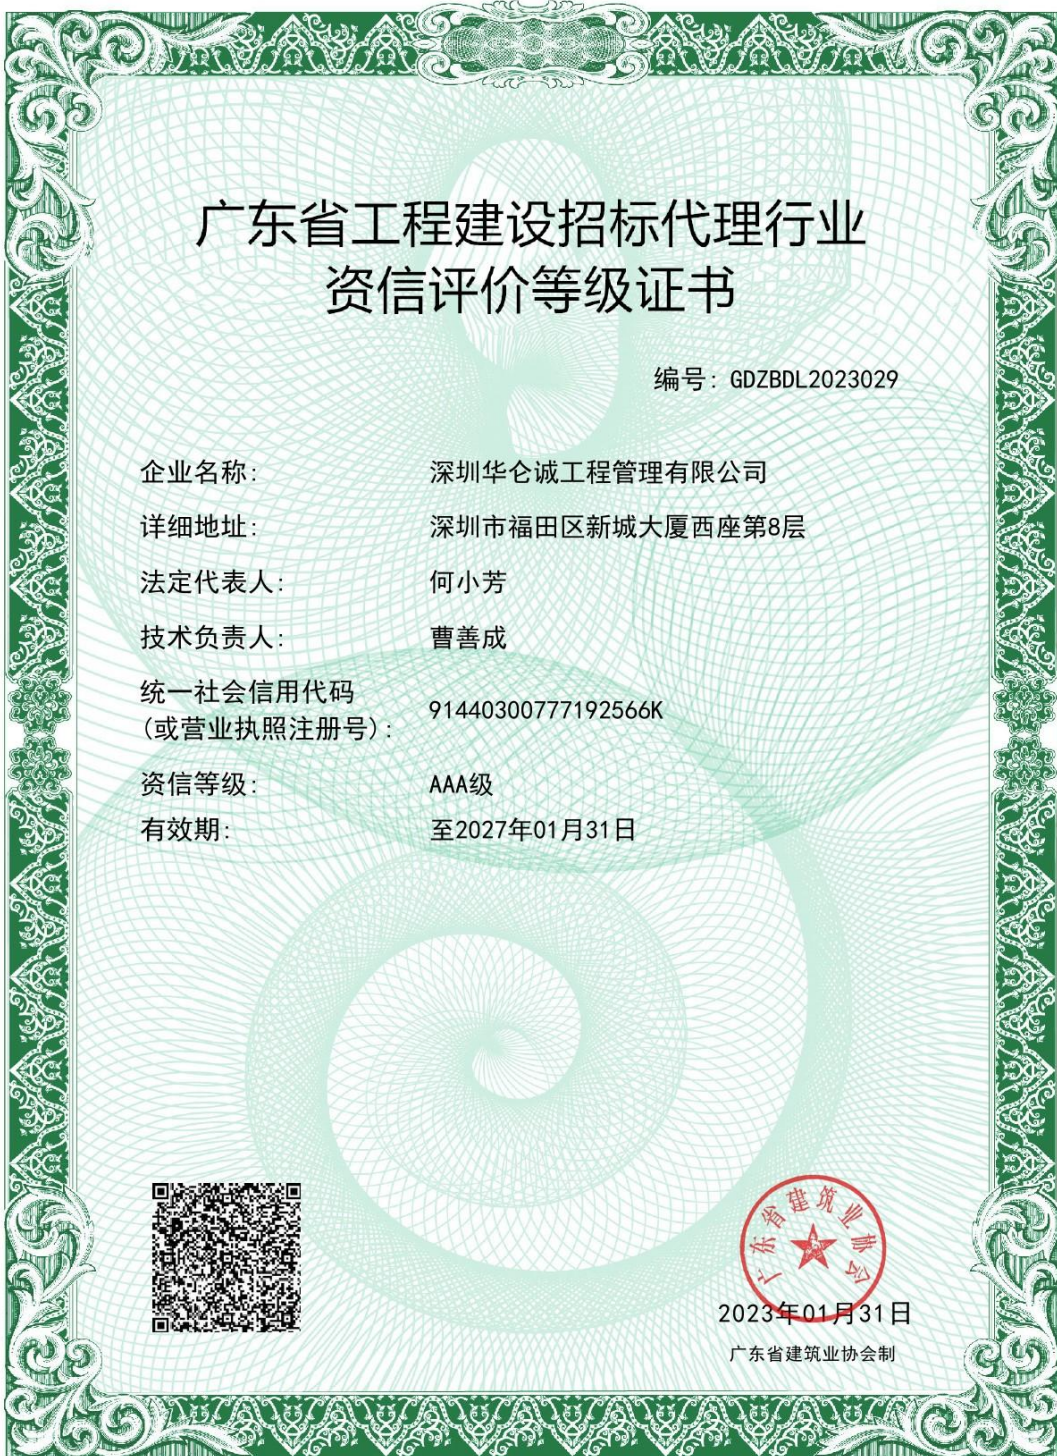 广东省工程建设招标代理行业
资信评价等级证书
编号: GDZBDL2023029
企业名称: 深圳华仑诚工程管理有限公司
详细地址: 深圳市福田区新城大厦西座第8层
法定代表人: 何小芳
技术负责人: 曹善成
统一社会信用代码
(或营业执照注册号): 91440300777192566K
资信等级: AAA级
有效期: 至2027年01月31日
广东省建筑业协会
2023年01月31日
广东省建筑业协会制